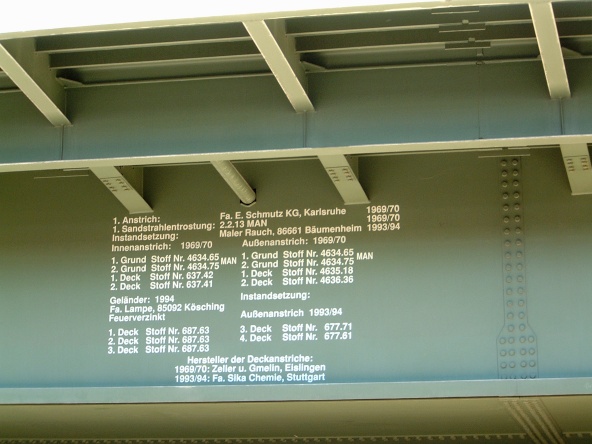 1. Anstrich: Fa. E. Schmutz KG, Karlsruhe 1969/70
1. Sandstrahlentrostung: 2.2.13 MAN 1969/70
Instandsetzung: Maler Rauch, 86661 Bäumenheim 1993/94
Innenanstrich: 1969/70
1. Grund Stoff Nr. 4634.65 MAN
2. Grund Stoff Nr. 4634.75
1. Deck Stoff Nr. 637.42
2. Deck Stoff Nr. 637.41
Geländer: 1994
Fa. Lampe, 85092 Kösching
Feuerverzinkt
1. Deck Stoff Nr. 687.63
2. Deck Stoff Nr. 687.63
3. Deck Stoff Nr. 687.63
Außenanstrich: 1969/70
1. Grund Stoff Nr. 4634.65 MAN
2. Grund Stoff Nr. 4634.75
1. Deck Stoff Nr. 4635.18
2. Deck Stoff Nr. 4636.36
Instandsetzung:
Außenanstrich 1993/94
3. Deck Stoff Nr. 677.71
4. Deck Stoff Nr. 677.61
Hersteller der Deckanstriche:
1969/70: Zeller u. Gmelin, Eislingen
1993/94: Fa. Sika Chemie, Stuttgart